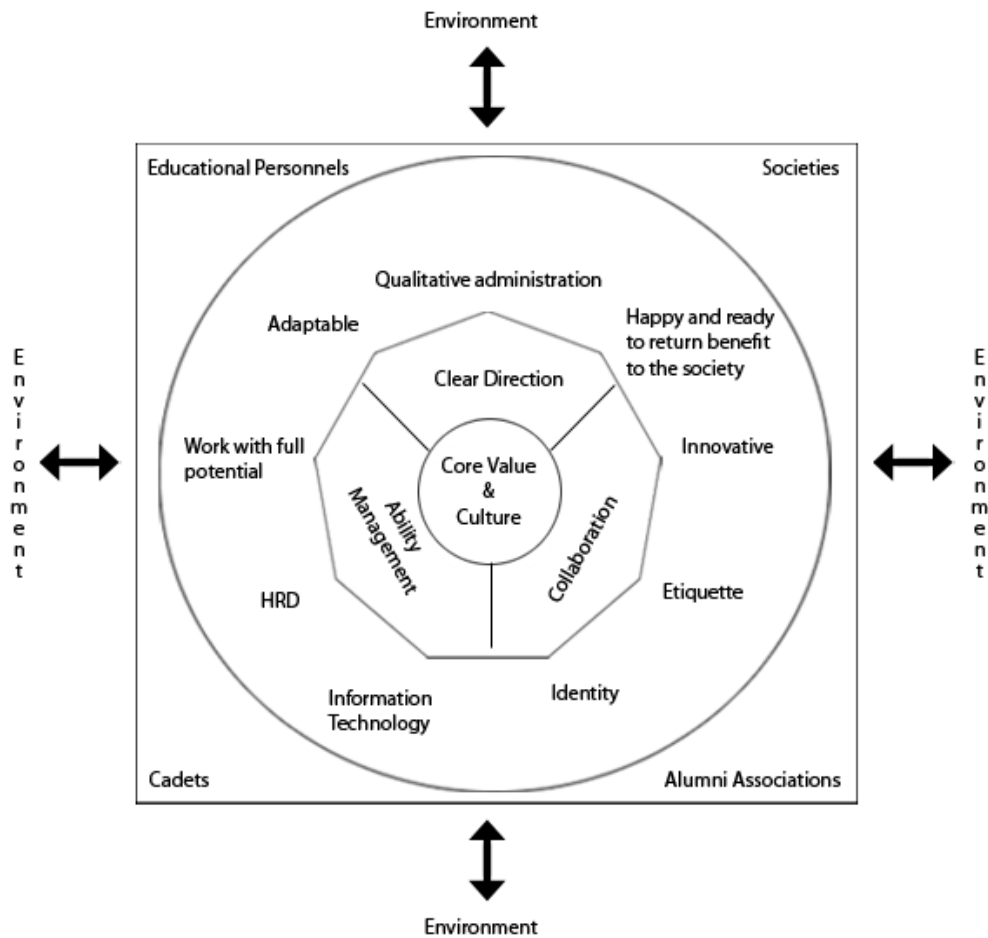 Environment
Educational Personnels
Societies
Qualitative administration
Adaptable
Happy and ready
to return benefit
to the society
Clear Direction
Environment
Work with full
potential
Core Value
&
Culture
Innovative
Environment
Ability
Management
Collaboration
HRD
Etiquette
Information
Technology
Identity
Cadets
Alumni Associations
Environment